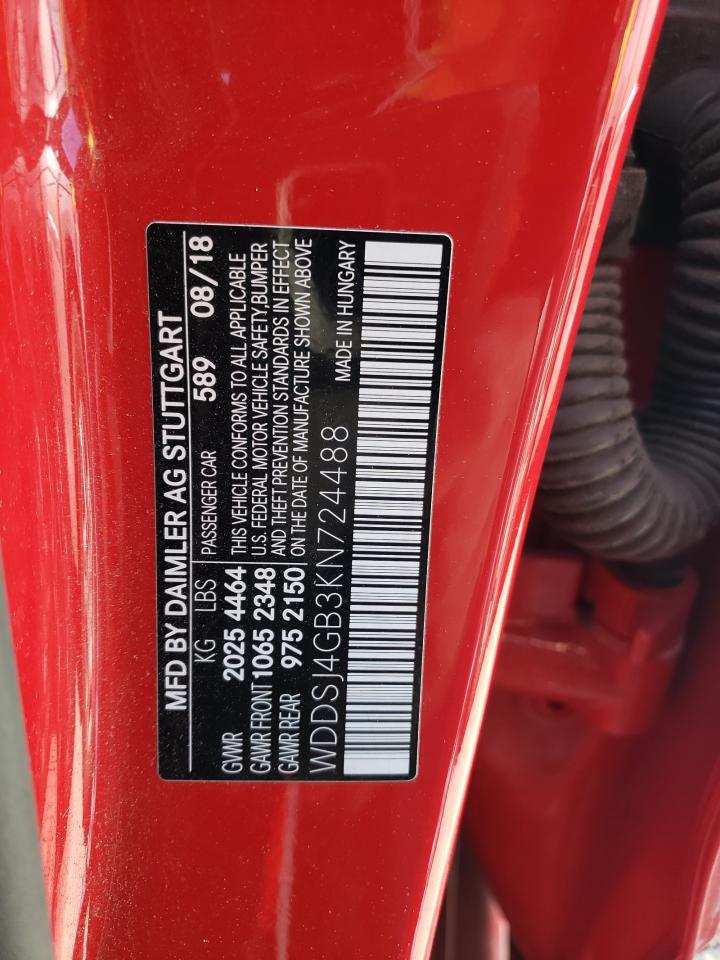 MFD BY DAIMLER AG STUTTGART
KG LBS PASSENGER CAR 589 08/18
GVWR 2025 4464 THIS VEHICLE CONFORMS TO ALL APPLICABLE
GAWR FRONT 1065 2348 U.S. FEDERAL MOTOR VEHICLE SAFETY,BUMPER
GAWR REAR 975 2150 AND THEFT PREVENTION STANDARDS IN EFFECT
ON THE DATE OF MANUFACTURE SHOWN ABOVE
WDDSJ4GB3KN724488 MADE IN HUNGARY